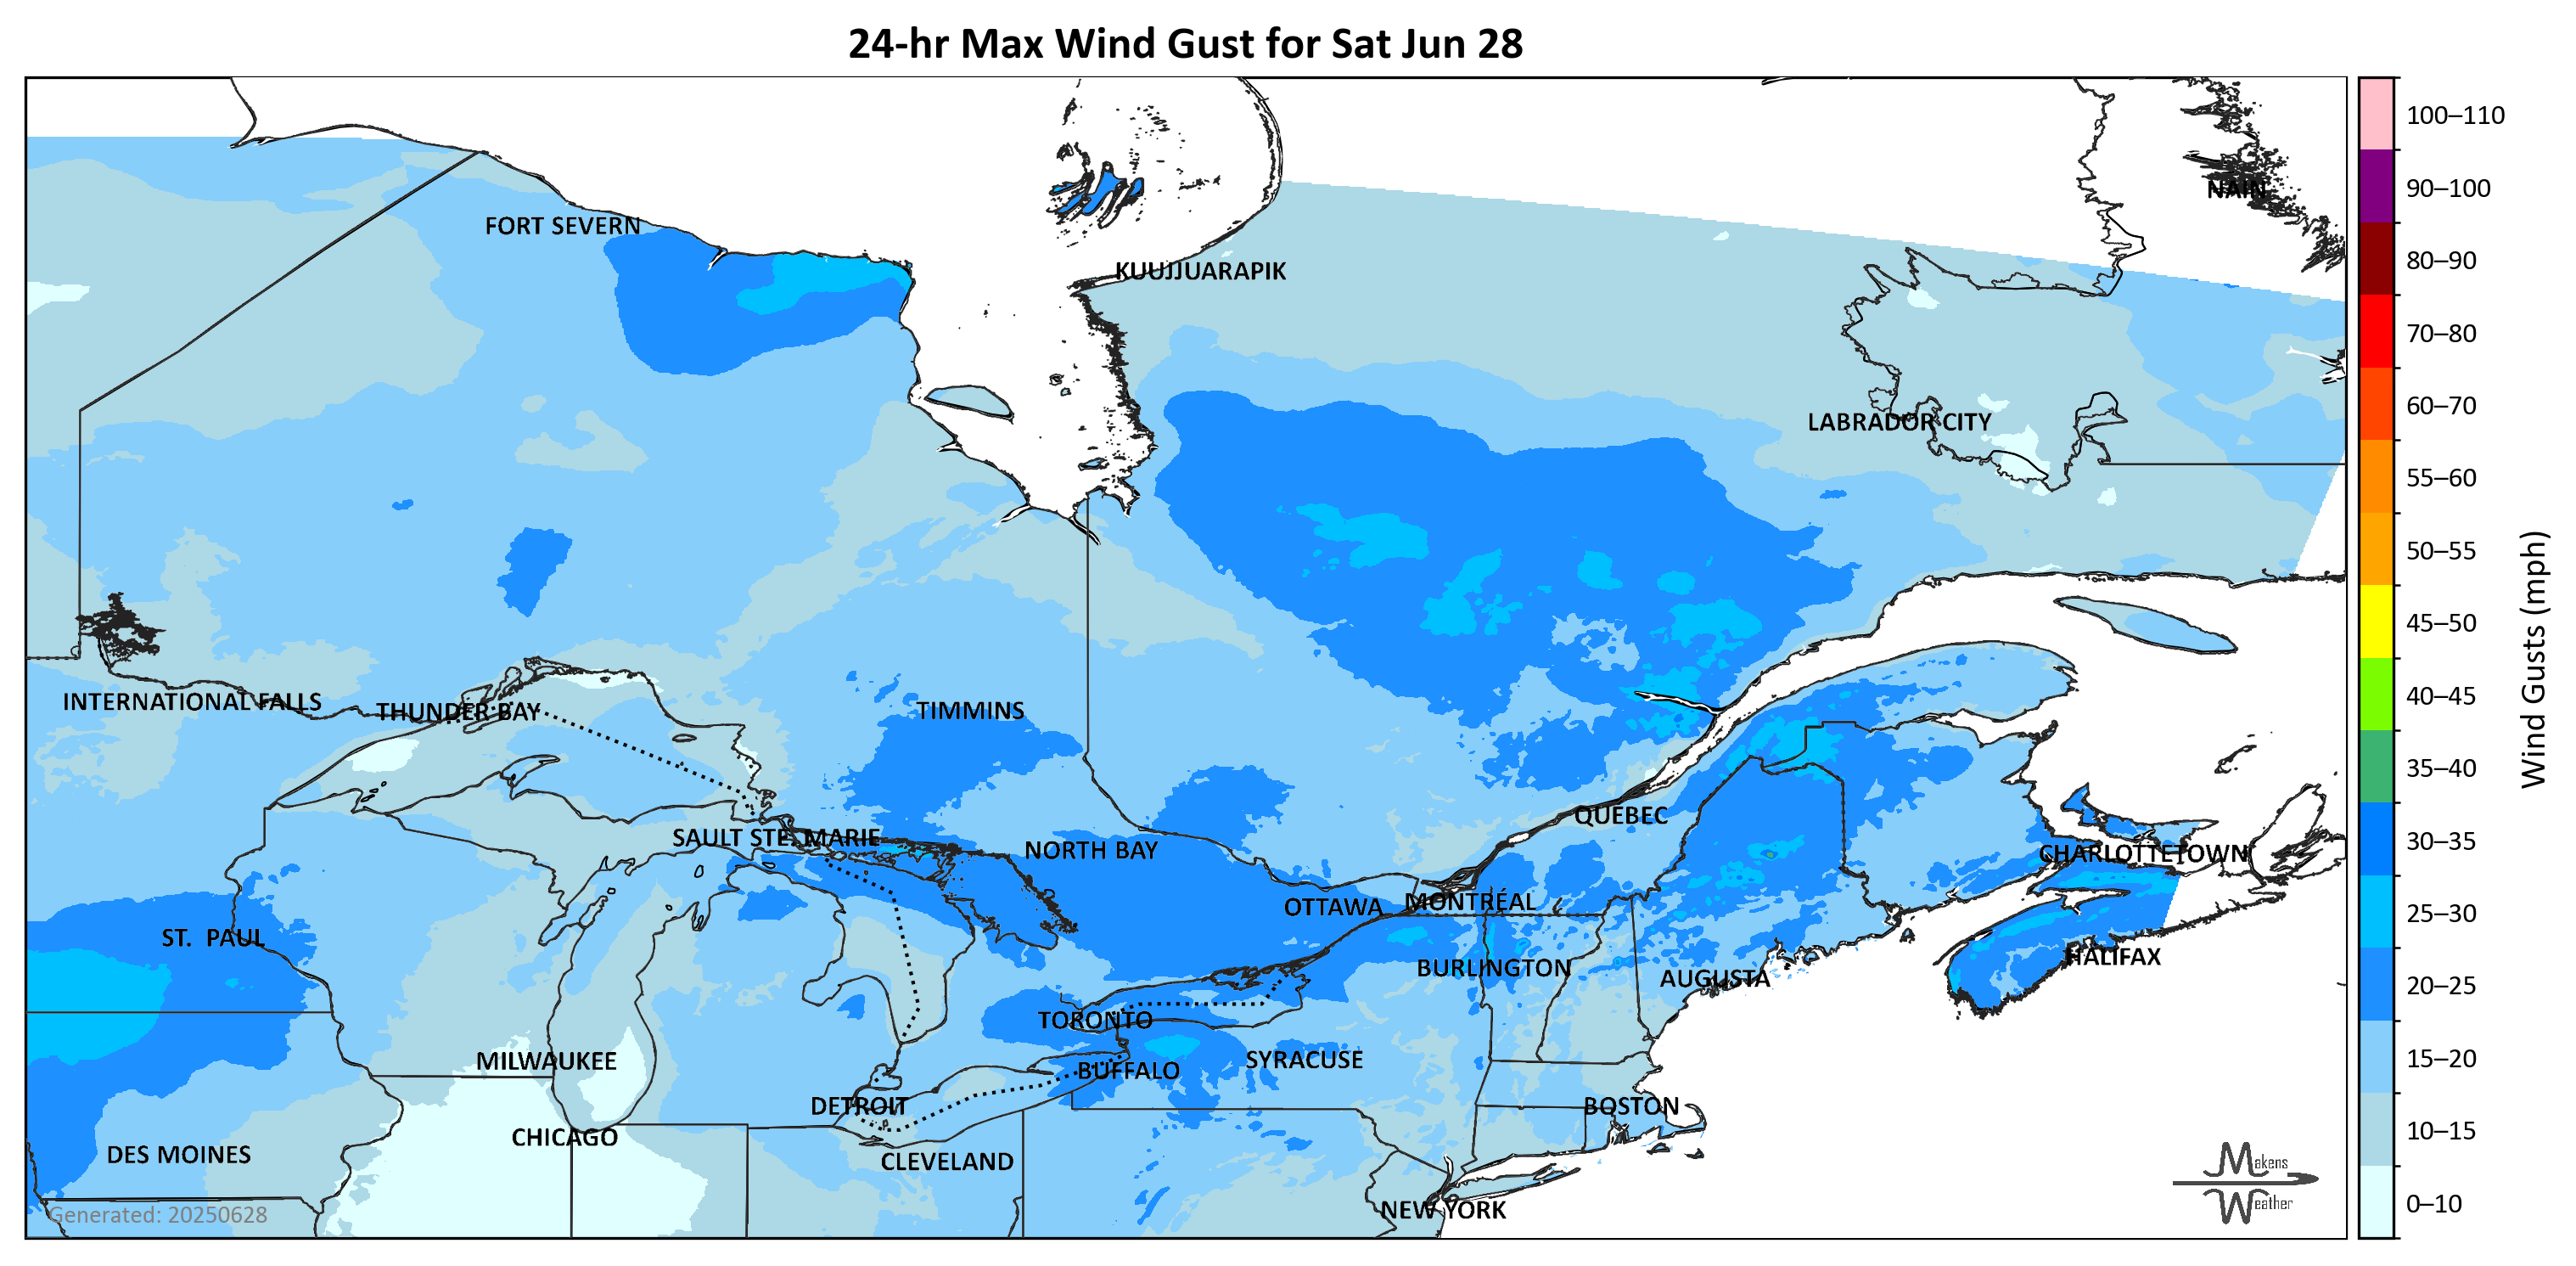 24-hr Max Wind Gust for Sat Jun 28
100–110
90–100
80–90
70–80
60–70
55–60
50–55
45–50
40–45
35–40
30–35
25–30
20–25
15–20
10–15
0–10
Wind Gusts (mph)
NAIN
FORT SEVERN
KUUJJUARAPIK
LABRADOR CITY
INTERNATIONAL FALLS
THUNDER BAY
TIMMINS
SAULT STE. MARIE
NORTH BAY
QUÉBEC
CHARLOTTETOWN
OTTAWA
MONTRÉAL
ST. PAUL
BURLINGTON
AUGUSTA
HALIFAX
TORONTO
MILWAUKEE
BUFFALO
SYRACUSE
DETROIT
BOSTON
CHICAGO
DES MOINES
CLEVELAND
NEW YORK
Generated: 20250628
Makens
Weather